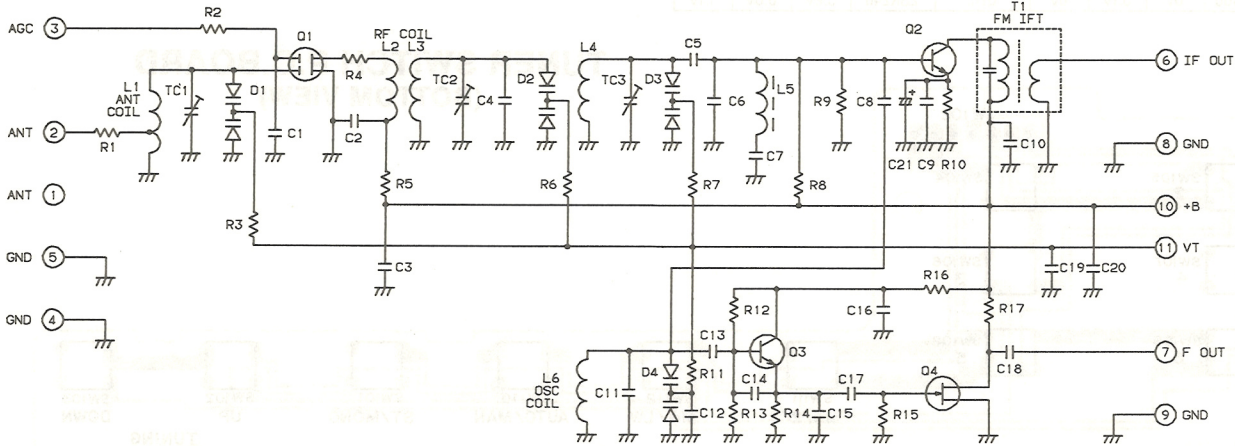 T1
FM IFT
AGC 3
R2
Q1
RF COIL
L2 L3
L4
C5
Q2
6 IF OUT
R4
L1
ANT
COIL
TC1
D1
TC2
C4
D2
TC3
D3
C6
L5
R9
C8
+
ANT 2
R1
C1
C2
C7
C21 C9 R10
C10
8 GND
R5
R6
R7
R8
ANT 1
10 +B
R3
11 VT
GND 5
C3
C19
C20
R16
GND 4
R12
C16
R17
C13
Q3
7 F OUT
L6
OSC
COIL
C11
D4
R11
C14
C17
Q4
C18
C12
R13
R14
C15
R15
9 GND